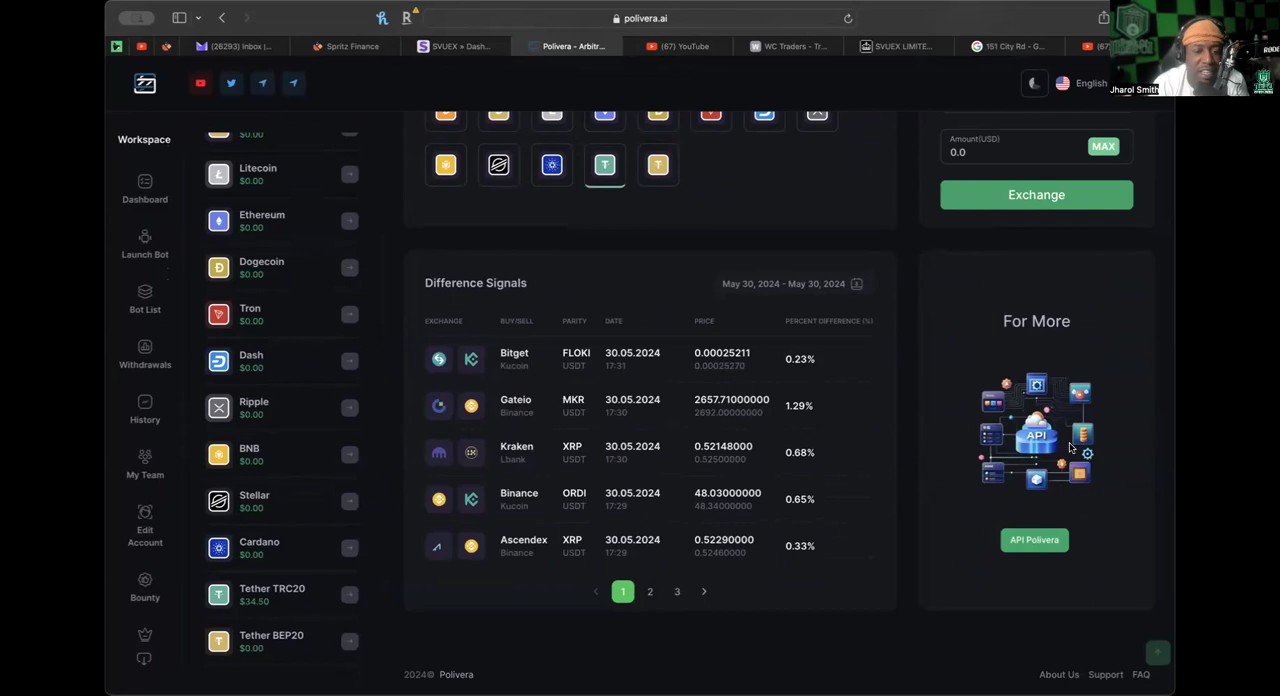 polivera.ai
(26293) Inbox |...
Spritz Finance
SVUEX » Dash...
Polivera - Arbitr...
(67) YouTube
WC Traders - Tr...
SVUEX LIMITE...
151 City Rd - G...
(67)
Jharol Smith
English
Workspace
Dashboard
Launch Bot
Bot List
Withdrawals
History
My Team
Edit
Account
Bounty
$0.00
Litecoin
$0.00
Ethereum
$0.00
Dogecoin
$0.00
Tron
$0.00
Dash
$0.00
Ripple
$0.00
BNB
$0.00
Stellar
$0.00
Cardano
$0.00
Tether TRC20
$34.50
Tether BEP20
$0.00
Amount(USD)
0.0
MAX
Exchange
Difference Signals
May 30, 2024 - May 30, 2024
EXCHANGE BUY/SELL PARITY DATE PRICE PERCENT DIFFERENCE (%)
Bitget FLOKI 30.05.2024 0.00025211 0.23%
Kucoin USDT 17:31 0.00025270
Gateio MKR 30.05.2024 2657.71000000 1.29%
Binance USDT 17:30 2692.00000000
Kraken XRP 30.05.2024 0.52148000 0.68%
Lbank USDT 17:30 0.52500000
Binance ORDI 30.05.2024 48.03000000 0.65%
Kucoin USDT 17:29 48.34000000
Ascendex XRP 30.05.2024 0.52290000 0.33%
Binance USDT 17:29 0.52460000
1 2 3
For More
API
API Polivera
2024© Polivera
About Us Support FAQ